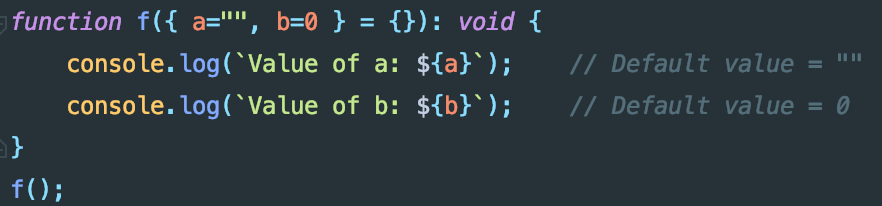 function f({ a="", b=0 } = {}): void {
    console.log(`Value of a: ${a}`);    // Default value = ""
    console.log(`Value of b: ${b}`);    // Default value = 0
}
f();